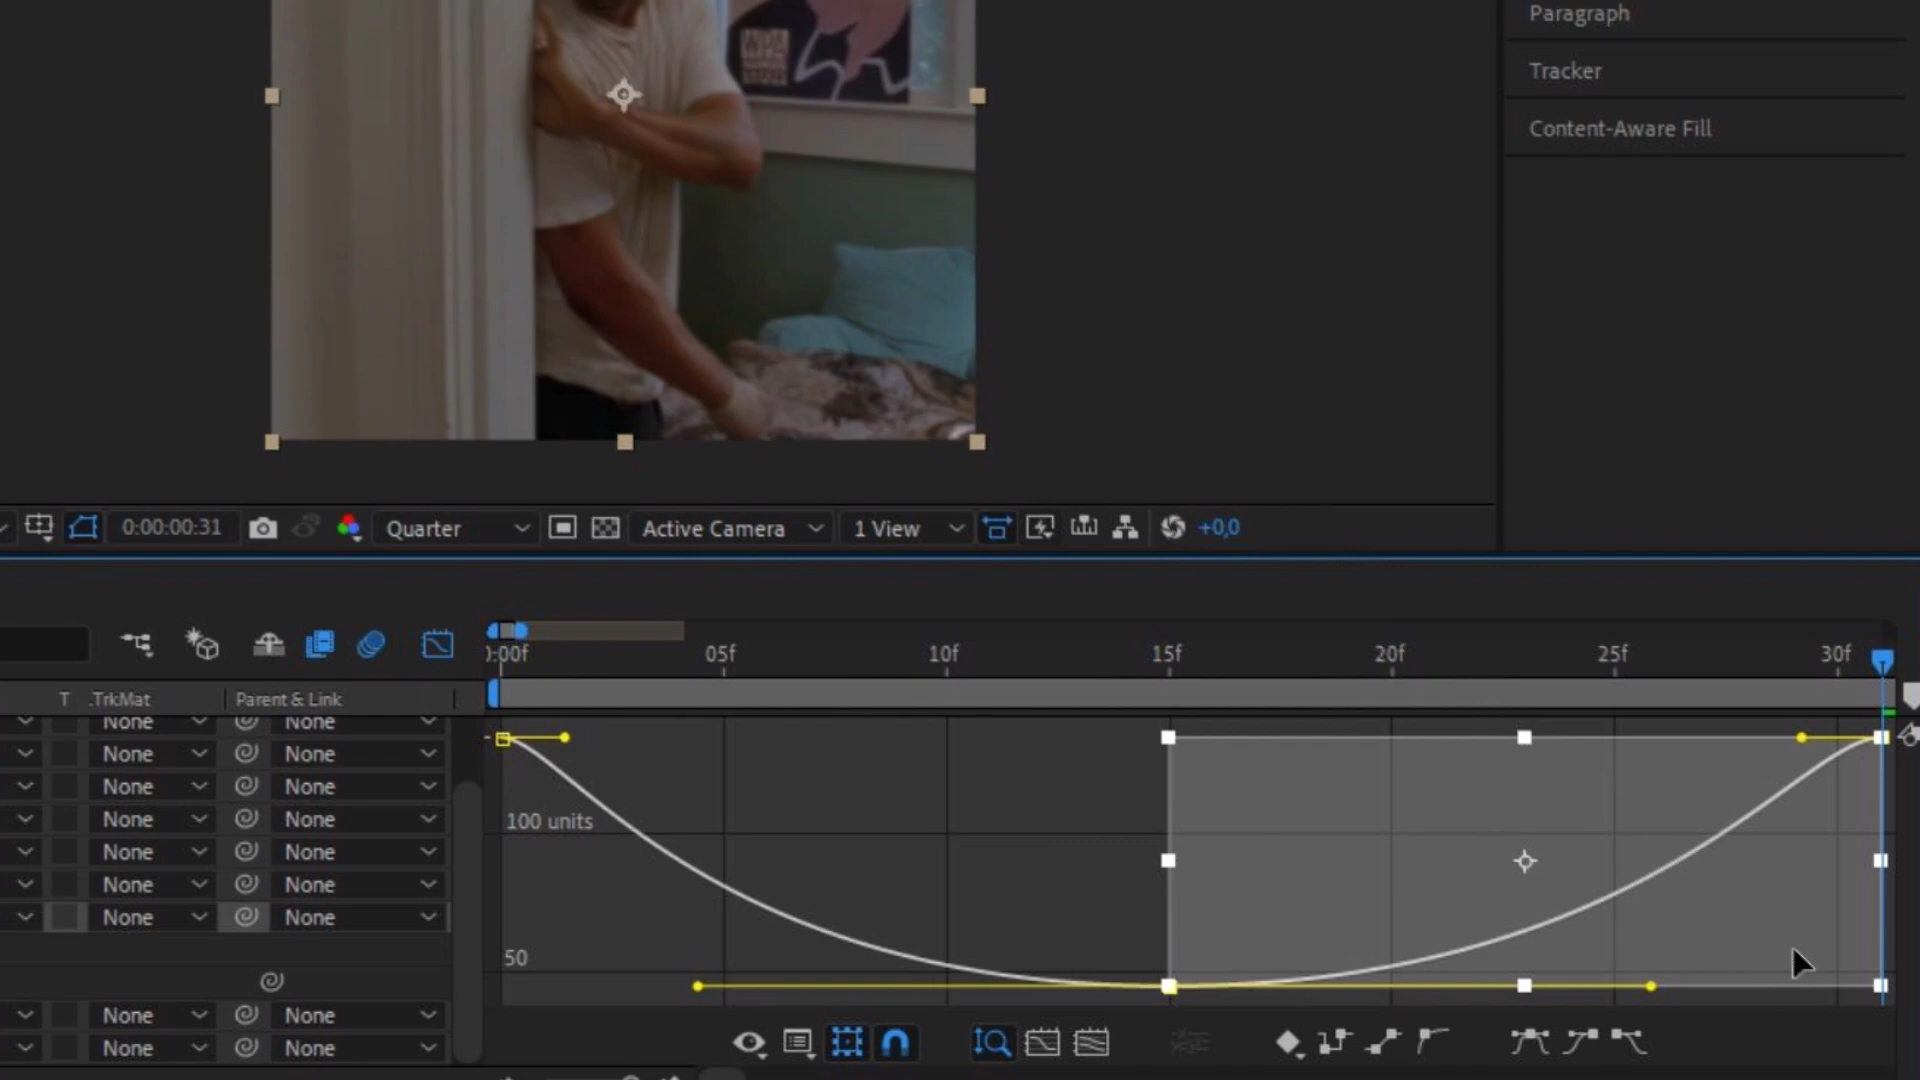 Paragraph
WPA
Tracker
Content-Aware Fill
0:00:00:31 Quarter Active Camera 1 View +0,0
0:00f 05f 10f 15f 20f 25f 30f
T .TrkMat Parent & Link
None None
None None
None None
100 units
None None
None None
None None
None None
50
None None
None None